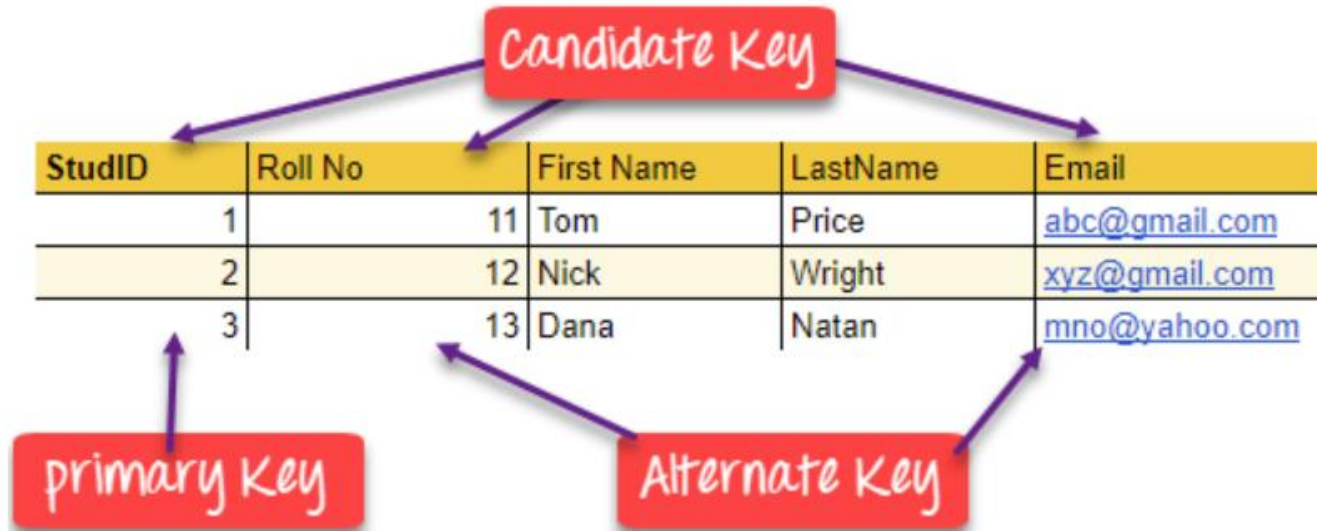 Candidate Key
StudID Roll No First Name LastName Email
1 11 Tom Price abc@gmail.com
2 12 Nick Wright xyz@gmail.com
3 13 Dana Natan mno@yahoo.com
primary Key Alternate Key